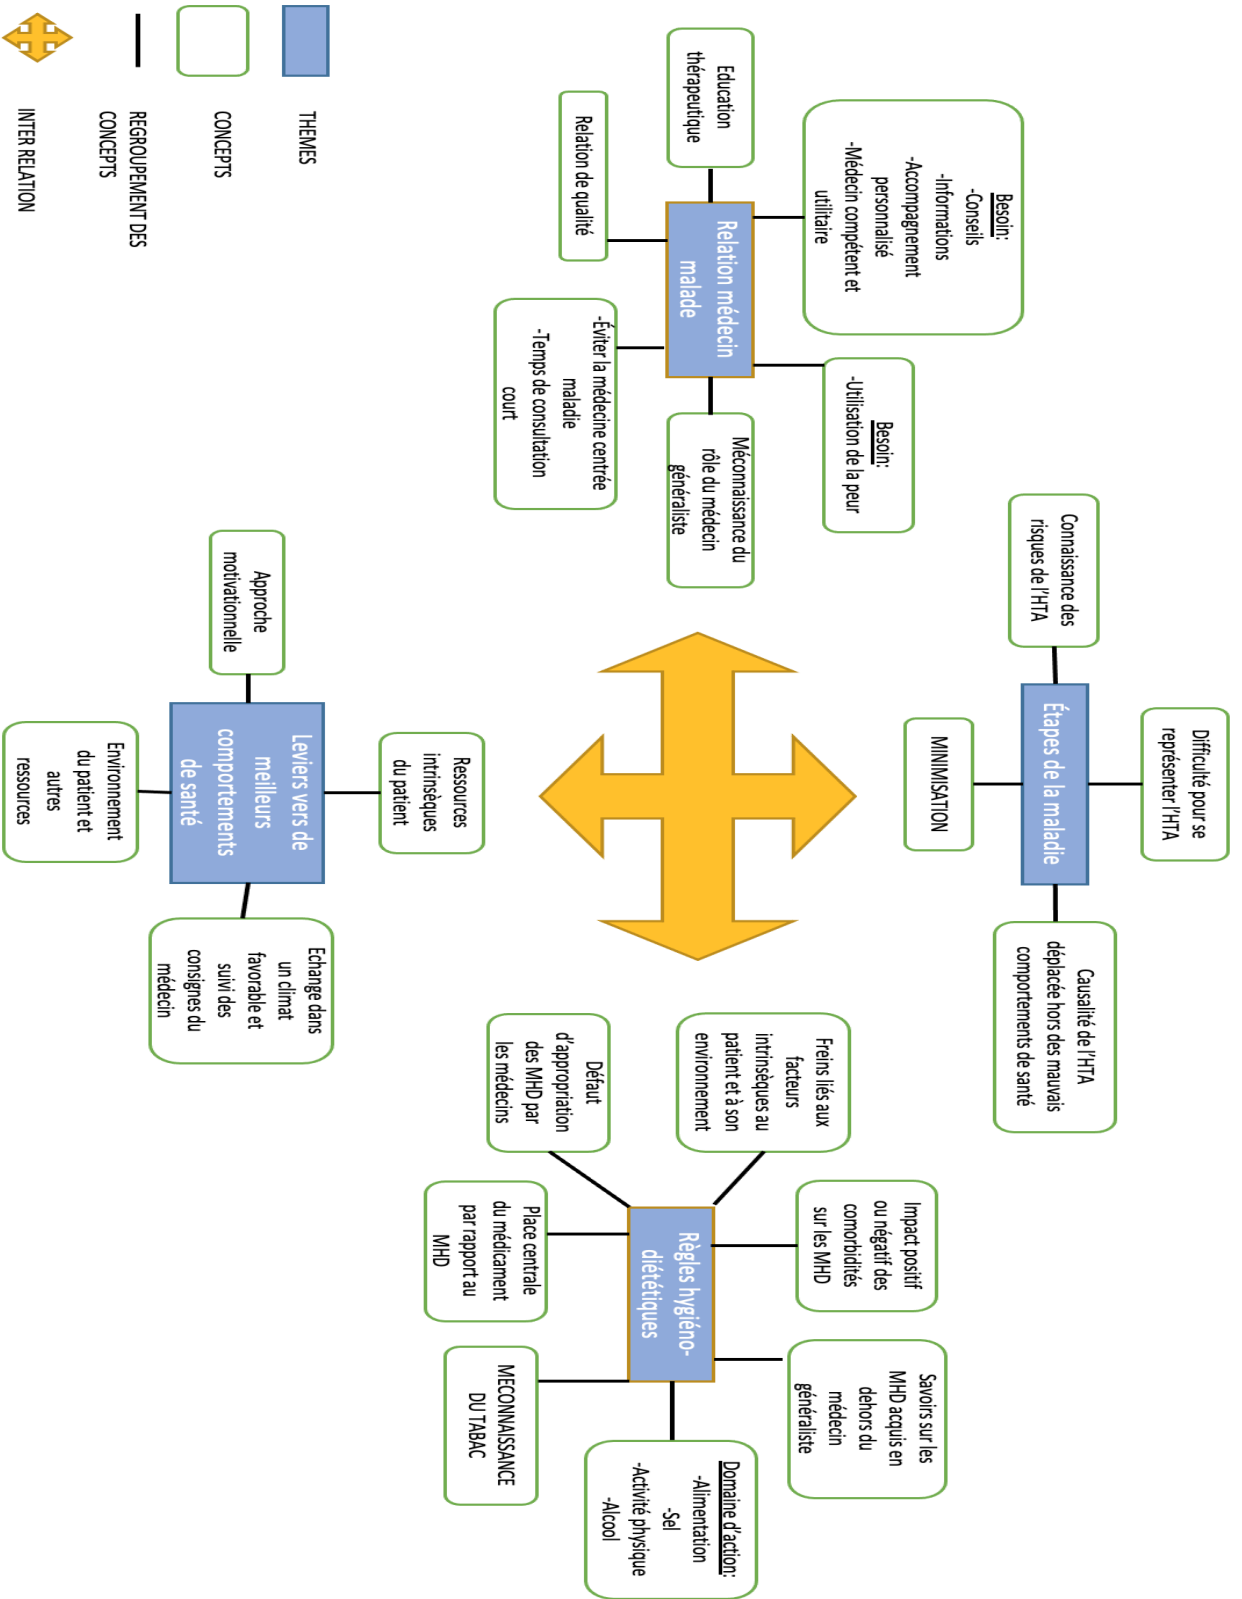 Difficulté pour se
représenter l'HTA
Connaissance des
risques de l'HTA
Étapes de la maladie
Causalité de l'HTA
déplacée hors des mauvais
comportements de santé
MINIMISATION
Besoin:
-Conseils
-Informations
-Accompagnement
personnalisé
-Médecin compétent et
utilitaire
Besoin:
-Utilisation de la peur
Education
thérapeutique
Relation médecin
malade
Méconnaissance du
rôle du médecin
généraliste
Relation de qualité
-Éviter la médecine centrée
maladie
-Temps de consultation
court
Freins liés aux
facteurs
intrinsèques au
patient et à son
environnement
Impact positif
ou négatif des
comorbidités
sur les MHD
Savoirs sur les
MHD acquis en
dehors du
médecin
généraliste
Règles hygiéno-
diététiques
Domaine d'action:
-Alimentation
-Sel
-Activité physique
-Alcool
Défaut
d'appropriation
des MHD par
les médecins
Place centrale
du médicament
par rapport au
MHD
MECONNAISSANCE
DU TABAC
Ressources
intrinsèques
du patient
Approche
motivationnelle
Leviers vers de
meilleurs
comportements
de santé
Echange dans
un climat
favorable et
suivi des
consignes du
médecin
Environnement
du patient et
autres
ressources
THEMES
CONCEPTS
REGROUPEMENT DES
CONCEPTS
INTER RELATION